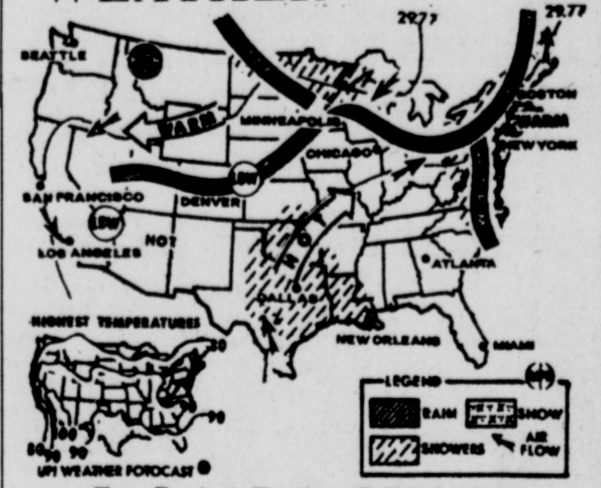 29.77
29.77
SEATTLE
BOSTON
WARM
WARM
MINNEAPOLIS
NEW YORK
CHICAGO
LOW
SAN FRANCISCO
DENVER
LOW
HOT
LOS ANGELES
ATLANTA
DALLAS
HIGHEST TEMPERATURES
NEW ORLEANS
MIAMI
80
LEGEND
RAIN
SNOW
90
SHOWERS
AIR
FLOW
80
90
90
UPI WEATHER FOTOCAST